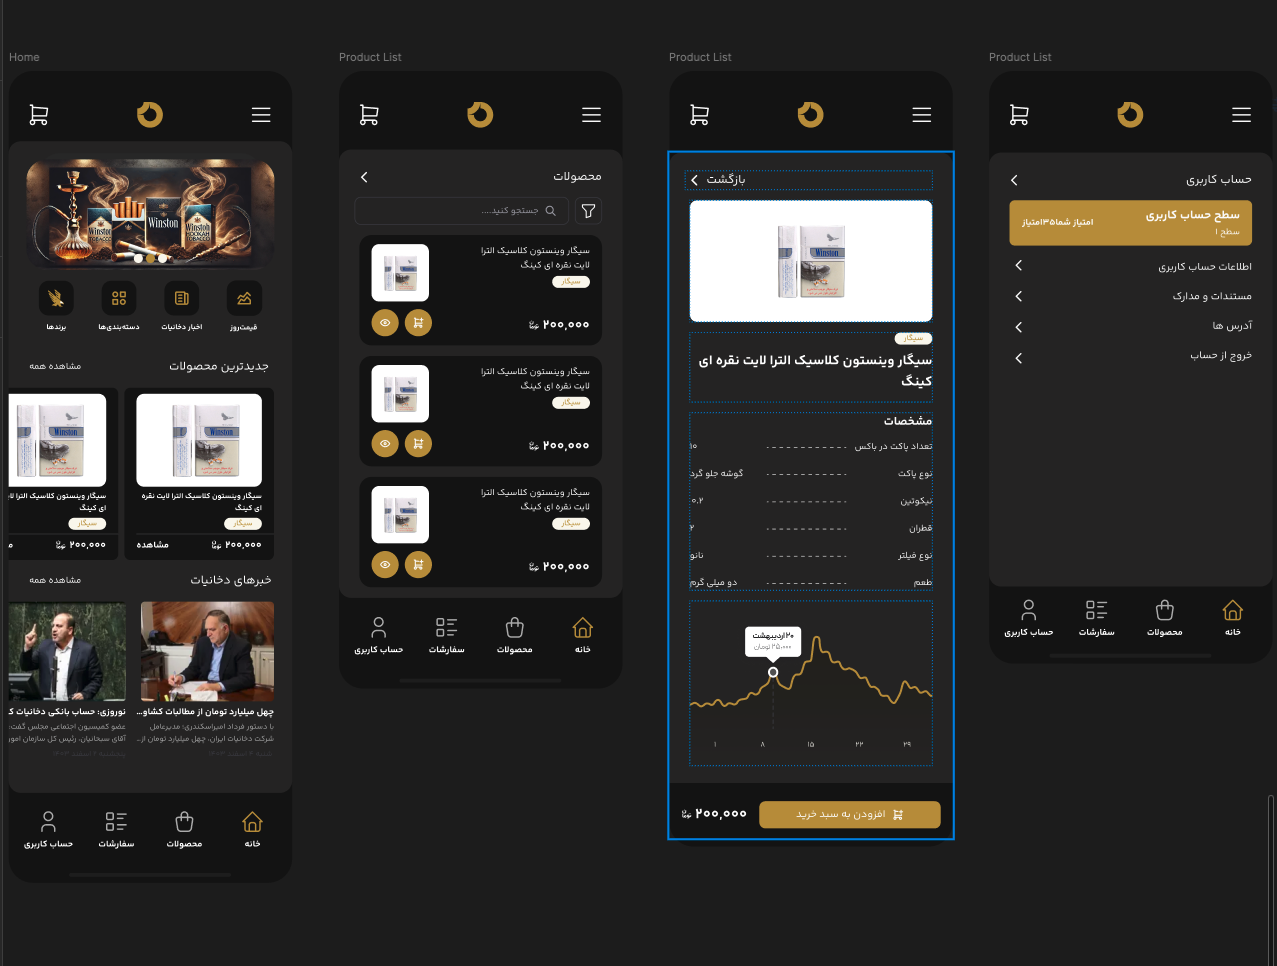 Home
Winston
TOBACCO
Winston
Winston
HOOKAH
TOBACCO
قیمت‌روز
اخبار دخانیات
دسته‌بندی‌ها
برندها
جدیدترین محصولات
مشاهده همه
Winston
سیگار وینستون کلاسیک الترا لایت نقره
ای کینگ
سیگار
۲۰۰,۰۰۰
مشاهده
Winston
سیگار وینستون کلاسیک الترا
ای کینگ
سیگار
۲۰۰,۰۰۰
خبرهای دخانیات
مشاهده همه
چهل میلیارد تومان از مطالبات کشاو...
با دستور فرداد امیراسکندری؛ مدیرعامل
شرکت دخانیات ایران، چهل میلیارد تومان از...
نوروزی: حساب بانکی دخانیات
عضو کمیسیون اجتماعی مجلس گفت:
آقای سبحانیان، رئیس کل سازمان امور
خانه
محصولات
سفارشات
حساب کاربری
Product List
محصولات
جستجو کنید....
سیگار وینستون کلاسیک الترا
لایت نقره ای کینگ
سیگار
۲۰۰,۰۰۰
سیگار وینستون کلاسیک الترا
لایت نقره ای کینگ
سیگار
۲۰۰,۰۰۰
سیگار وینستون کلاسیک الترا
لایت نقره ای کینگ
سیگار
۲۰۰,۰۰۰
خانه
محصولات
سفارشات
حساب کاربری
Product List
بازگشت
Winston
سیگار
سیگار وینستون کلاسیک الترا لایت نقره ای
کینگ
مشخصات
تعداد پاکت در باکس ۱۰
نوع پاکت گوشه جلو گرد
نیکوتین ۰.۲
قطران ۲
نوع فیلتر نانو
طعم دو میلی گرم
۲۰ اردیبهشت
۲۵،۰۰۰ تومان
۱ ۸ ۱۵ ۲۲ ۲۹
افزودن به سبد خرید
۲۰۰,۰۰۰
Product List
حساب کاربری
سطح حساب کاربری
سطح ۱
امتیاز شما۳۵امتیاز
اطلاعات حساب کاربری
مستندات و مدارک
آدرس ها
خروج از حساب
خانه
محصولات
سفارشات
حساب کاربری